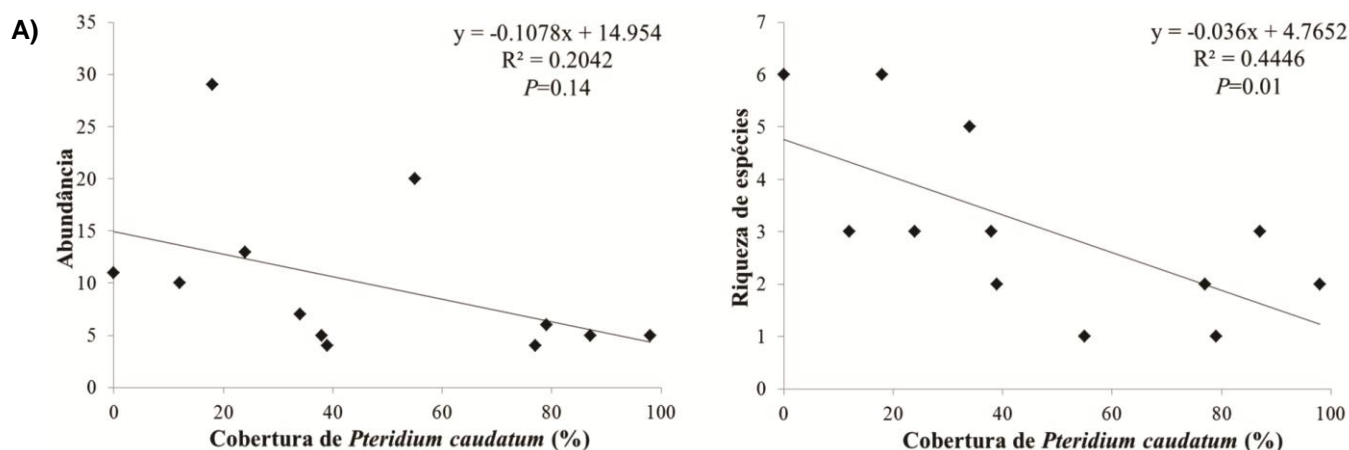 A)
y = -0.1078x + 14.954
R² = 0.2042
P=0.14
Abundância
35
30
25
20
15
10
5
0
0 20 40 60 80 100
Cobertura de Pteridium caudatum (%)
y = -0.036x + 4.7652
R² = 0.4446
P=0.01
Riqueza de espécies
7
6
5
4
3
2
1
0
0 20 40 60 80 100
Cobertura de Pteridium caudatum (%)